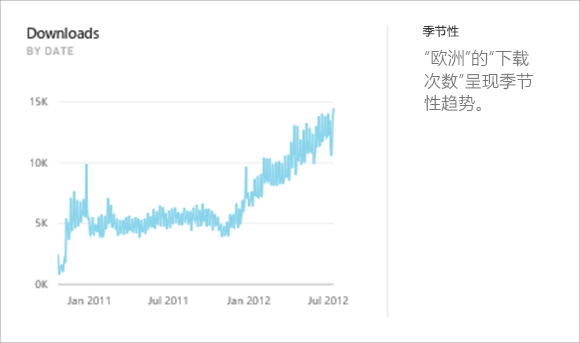 Downloads
BY DATE
15K
10K
5K
0K
Jan 2011 Jul 2011 Jan 2012 Jul 2012
季节性
“欧洲”的“下载
次数”呈现季节
性趋势。